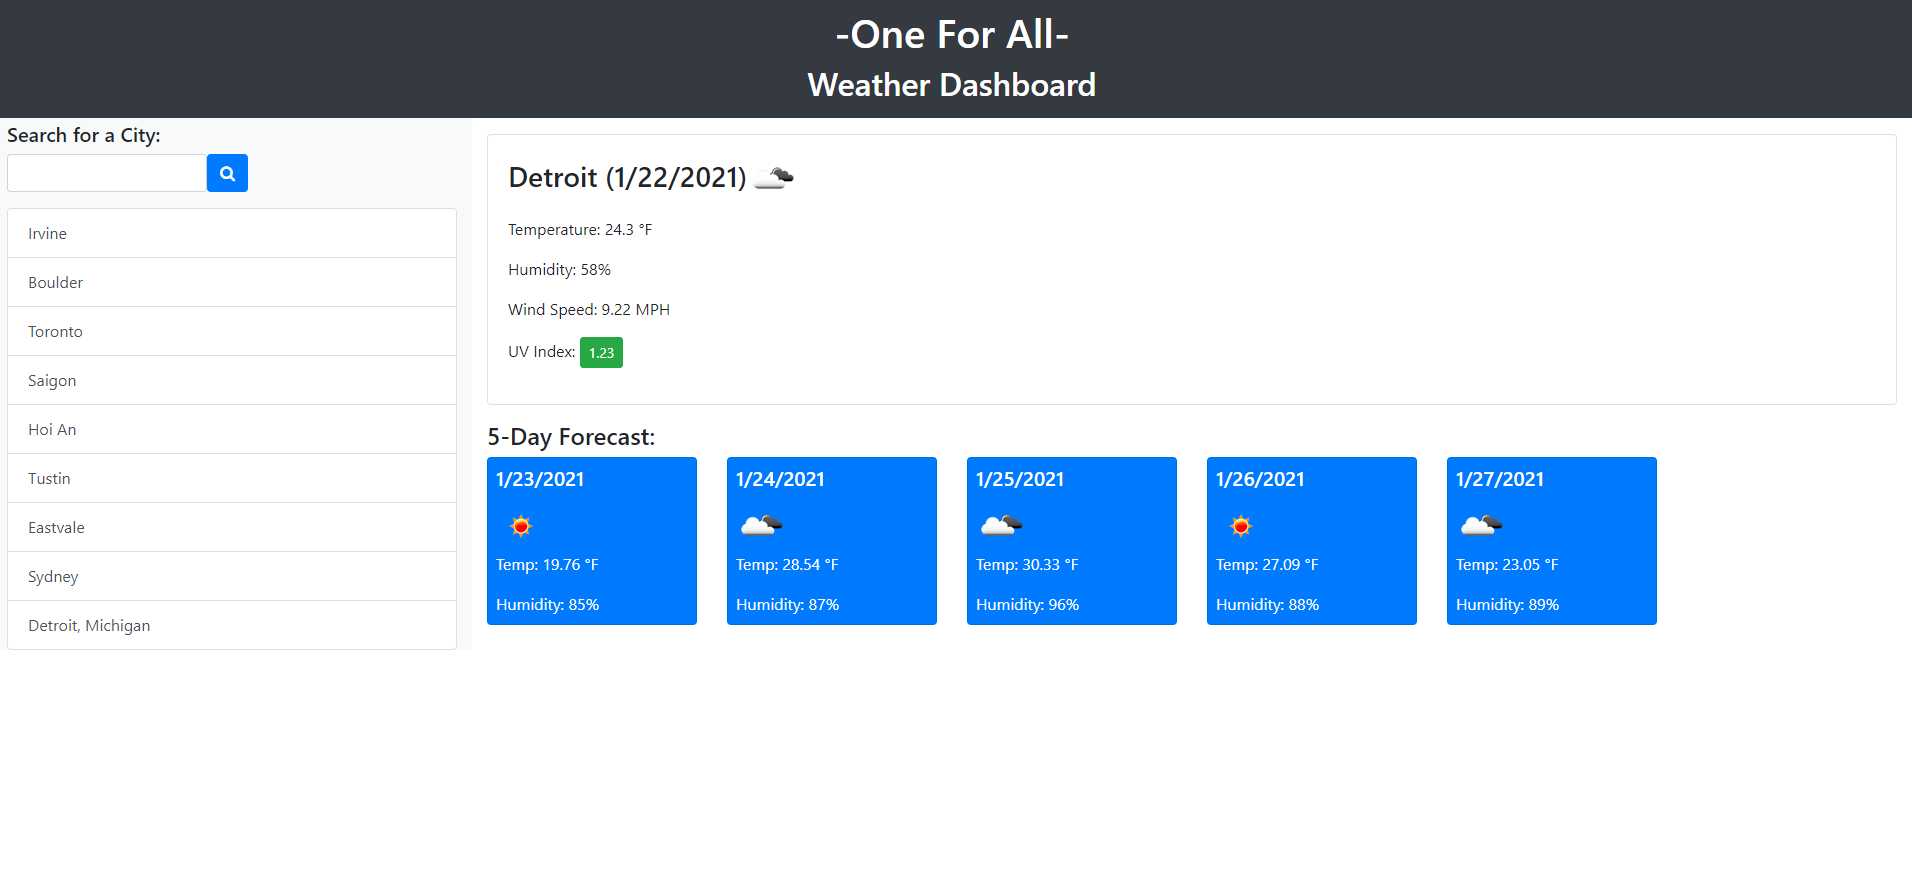 -One For All-
Weather Dashboard
Search for a City:
Irvine
Boulder
Toronto
Saigon
Hoi An
Tustin
Eastvale
Sydney
Detroit, Michigan
Detroit (1/22/2021)
Temperature: 24.3 °F
Humidity: 58%
Wind Speed: 9.22 MPH
UV Index: 1.23
5-Day Forecast:
1/23/2021
Temp: 19.76 °F
Humidity: 85%
1/24/2021
Temp: 28.54 °F
Humidity: 87%
1/25/2021
Temp: 30.33 °F
Humidity: 96%
1/26/2021
Temp: 27.09 °F
Humidity: 88%
1/27/2021
Temp: 23.05 °F
Humidity: 89%